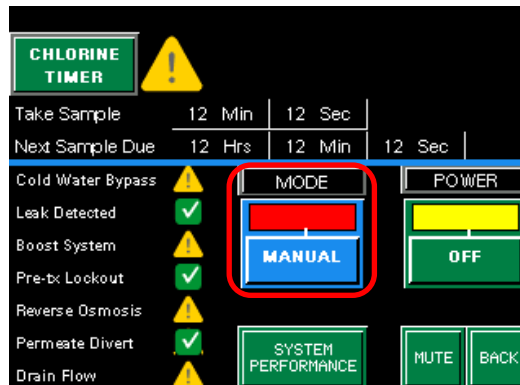 CHLORINE
TIMER
Take Sample 12 Min 12 Sec
Next Sample Due 12 Hrs 12 Min 12 Sec
Cold Water Bypass
MODE
POWER
Leak Detected
Boost System
MANUAL
OFF
Pre-tx Lockout
Reverse Osmosis
Permeate Divert
SYSTEM
PERFORMANCE
MUTE
BACK
Drain Flow